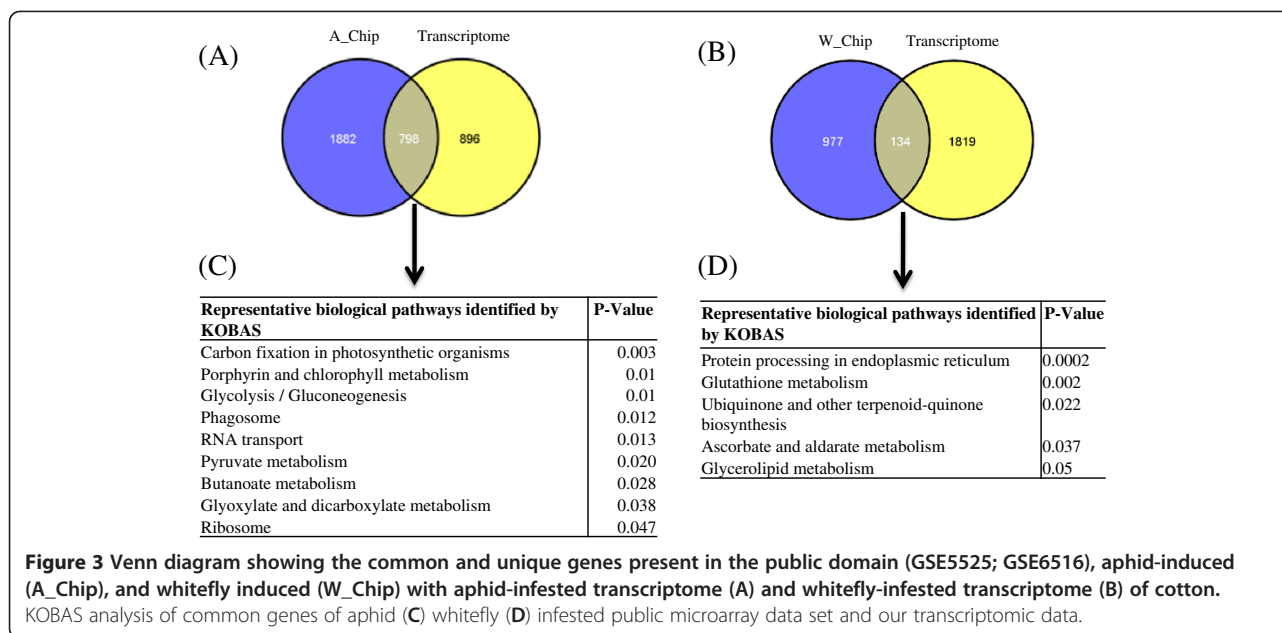 (A)
A_Chip Transcriptome
1882 798 896
(B)
W_Chip Transcriptome
977 134 1819
(C)
Representative biological pathways identified by P-Value
KOBAS
Carbon fixation in photosynthetic organisms 0.003
Porphyrin and chlorophyll metabolism 0.01
Glycolysis / Gluconeogenesis 0.01
Phagosome 0.012
RNA transport 0.013
Pyruvate metabolism 0.020
Butanoate metabolism 0.028
Glyoxylate and dicarboxylate metabolism 0.038
Ribosome 0.047
(D)
Representative biological pathways identified P-Value
by KOBAS
Protein processing in endoplasmic reticulum 0.0002
Glutathione metabolism 0.002
Ubiquinone and other terpenoid-quinone 0.022
biosynthesis
Ascorbate and aldarate metabolism 0.037
Glycerolipid metabolism 0.05
Figure 3 Venn diagram showing the common and unique genes present in the public domain (GSE5525; GSE6516), aphid-induced
(A_Chip), and whitefly induced (W_Chip) with aphid-infested transcriptome (A) and whitefly-infested transcriptome (B) of cotton.
KOBAS analysis of common genes of aphid (C) whitefly (D) infested public microarray data set and our transcriptomic data.